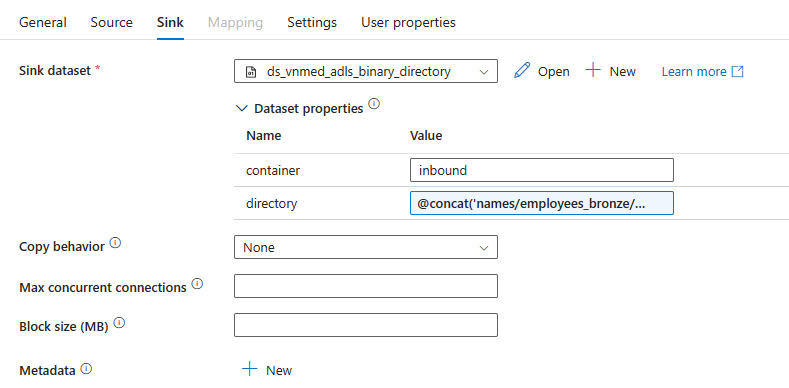 General Source Sink Mapping Settings User properties
Sink dataset * ds_vnmed_adls_binary_directory Open New Learn more
Dataset properties
Name Value
container inbound
directory @concat('names/employees_bronze/...
Copy behavior None
Max concurrent connections
Block size (MB)
Metadata New